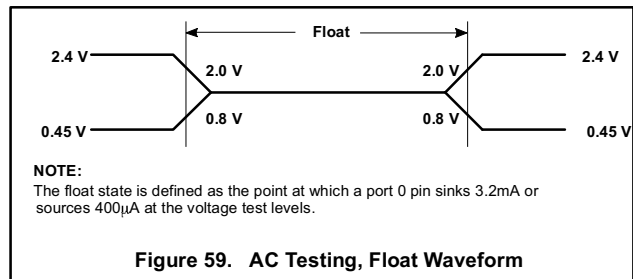 Float
2.4 V 2.0 V 2.0 V 2.4 V
0.45 V 0.8 V 0.8 V 0.45 V
NOTE:
The float state is defined as the point at which a port 0 pin sinks 3.2mA or
sources 400μA at the voltage test levels.
Figure 59. AC Testing, Float Waveform